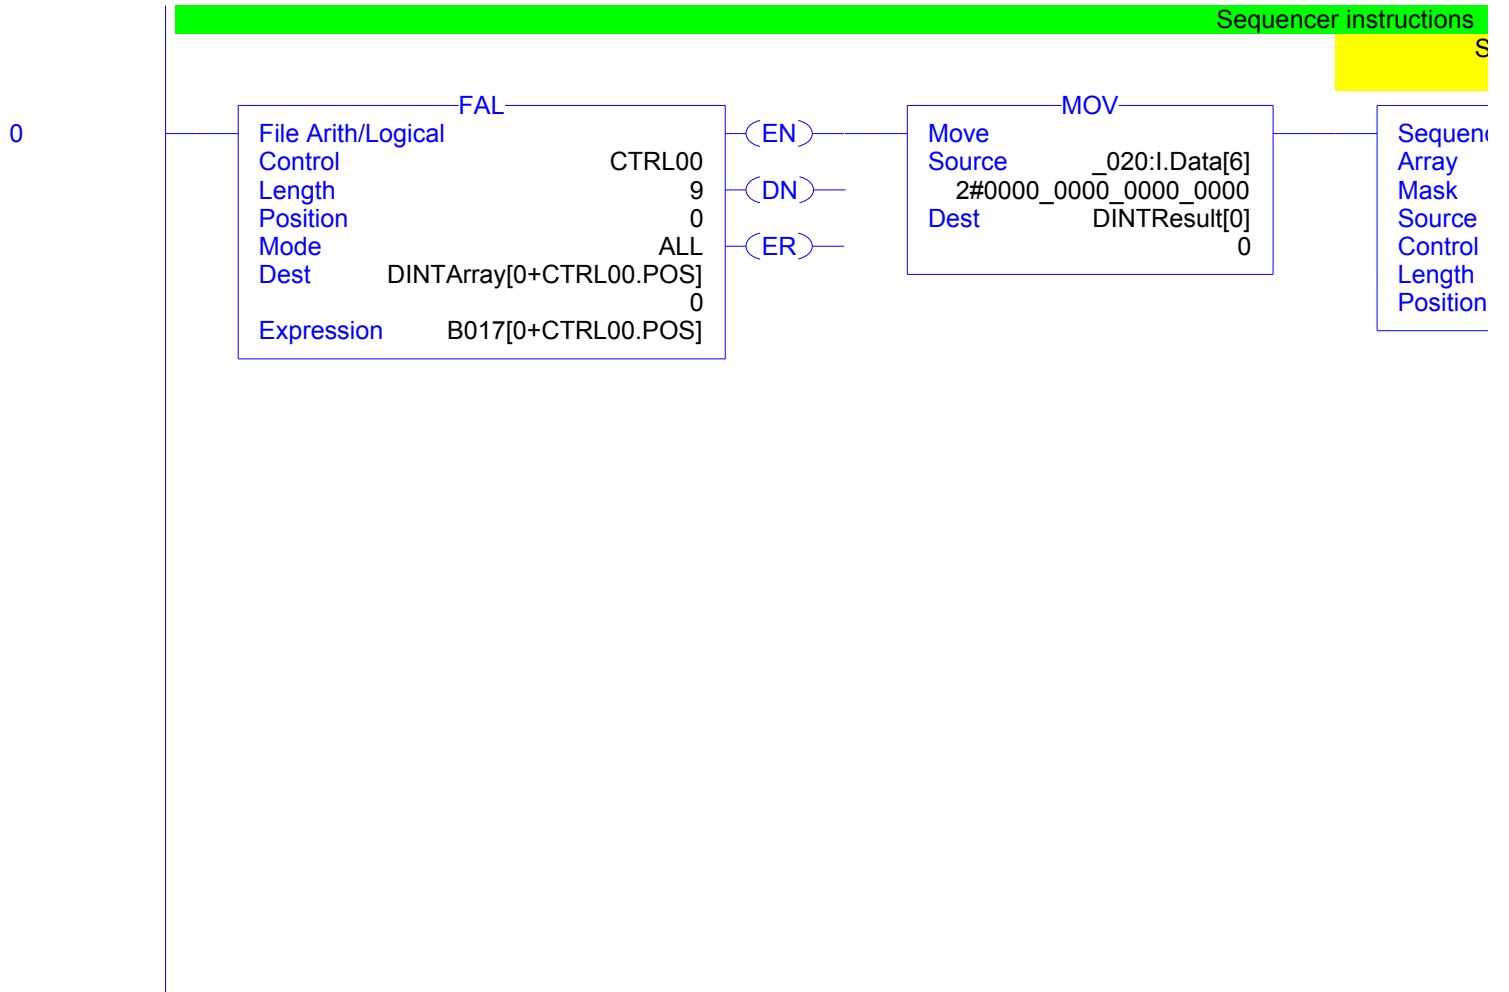 Sequencer instructions
FAL
MOV
0
File Arith/Logical
EN
Move
Control CTRL00
Source _020:I.Data[6]
Array
Length 9
DN
2#0000_0000_0000_0000
Mask
Position 0
Dest DINTResult[0]
Source
Mode ALL
ER
0
Control
Dest DINTArray[0+CTRL00.POS]
Length
0
Position
Expression B017[0+CTRL00.POS]